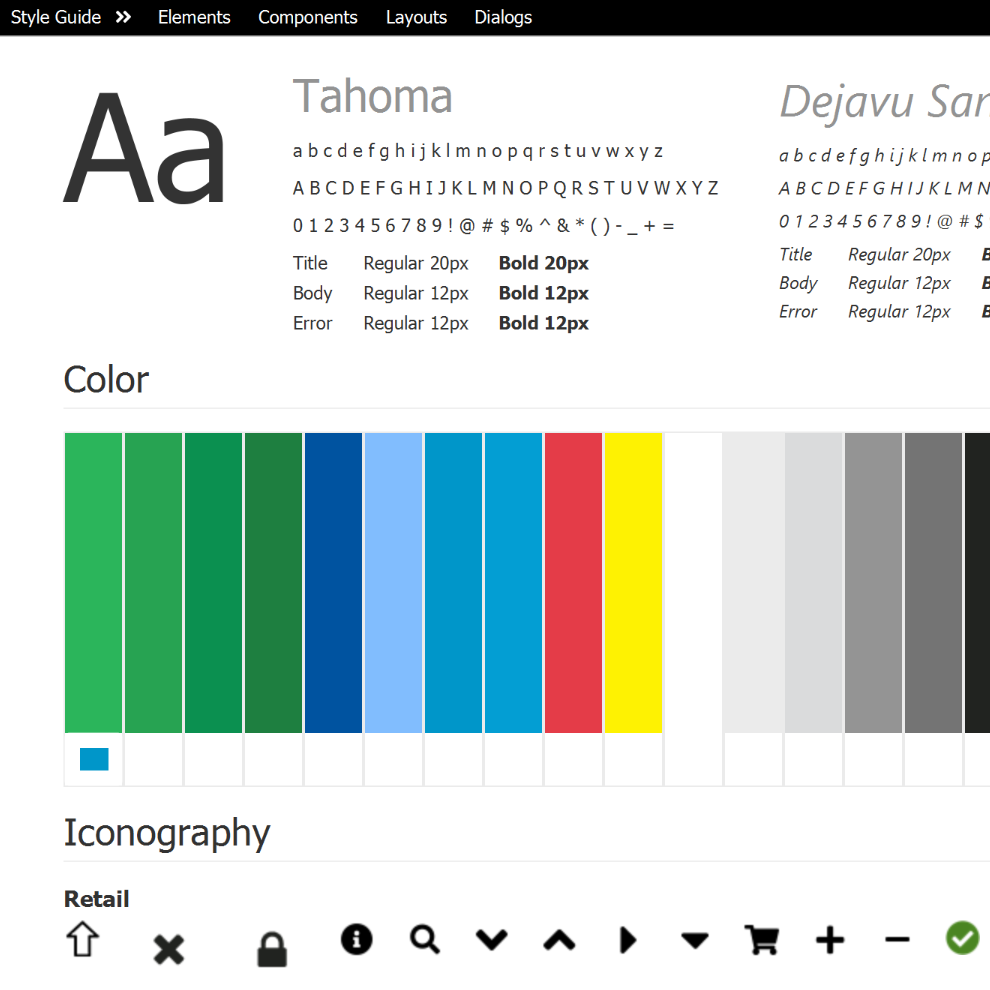 Style Guide » Elements Components Layouts Dialogs
Aa
Tahoma
a b c d e f g h i j k l m n o p q r s t u v w x y z
A B C D E F G H I J K L M N O P Q R S T U V W X Y Z
0 1 2 3 4 5 6 7 8 9 ! @ # $ % ^ & * ( ) - _ + =
Title Regular 20px Bold 20px
Body Regular 12px Bold 12px
Error Regular 12px Bold 12px
Dejavu San
a b c d e f g h i j k l m n o p
A B C D E F G H I J K L M N
0 1 2 3 4 5 6 7 8 9 ! @ # $
Title Regular 20px B
Body Regular 12px B
Error Regular 12px B
Color
Iconography
Retail